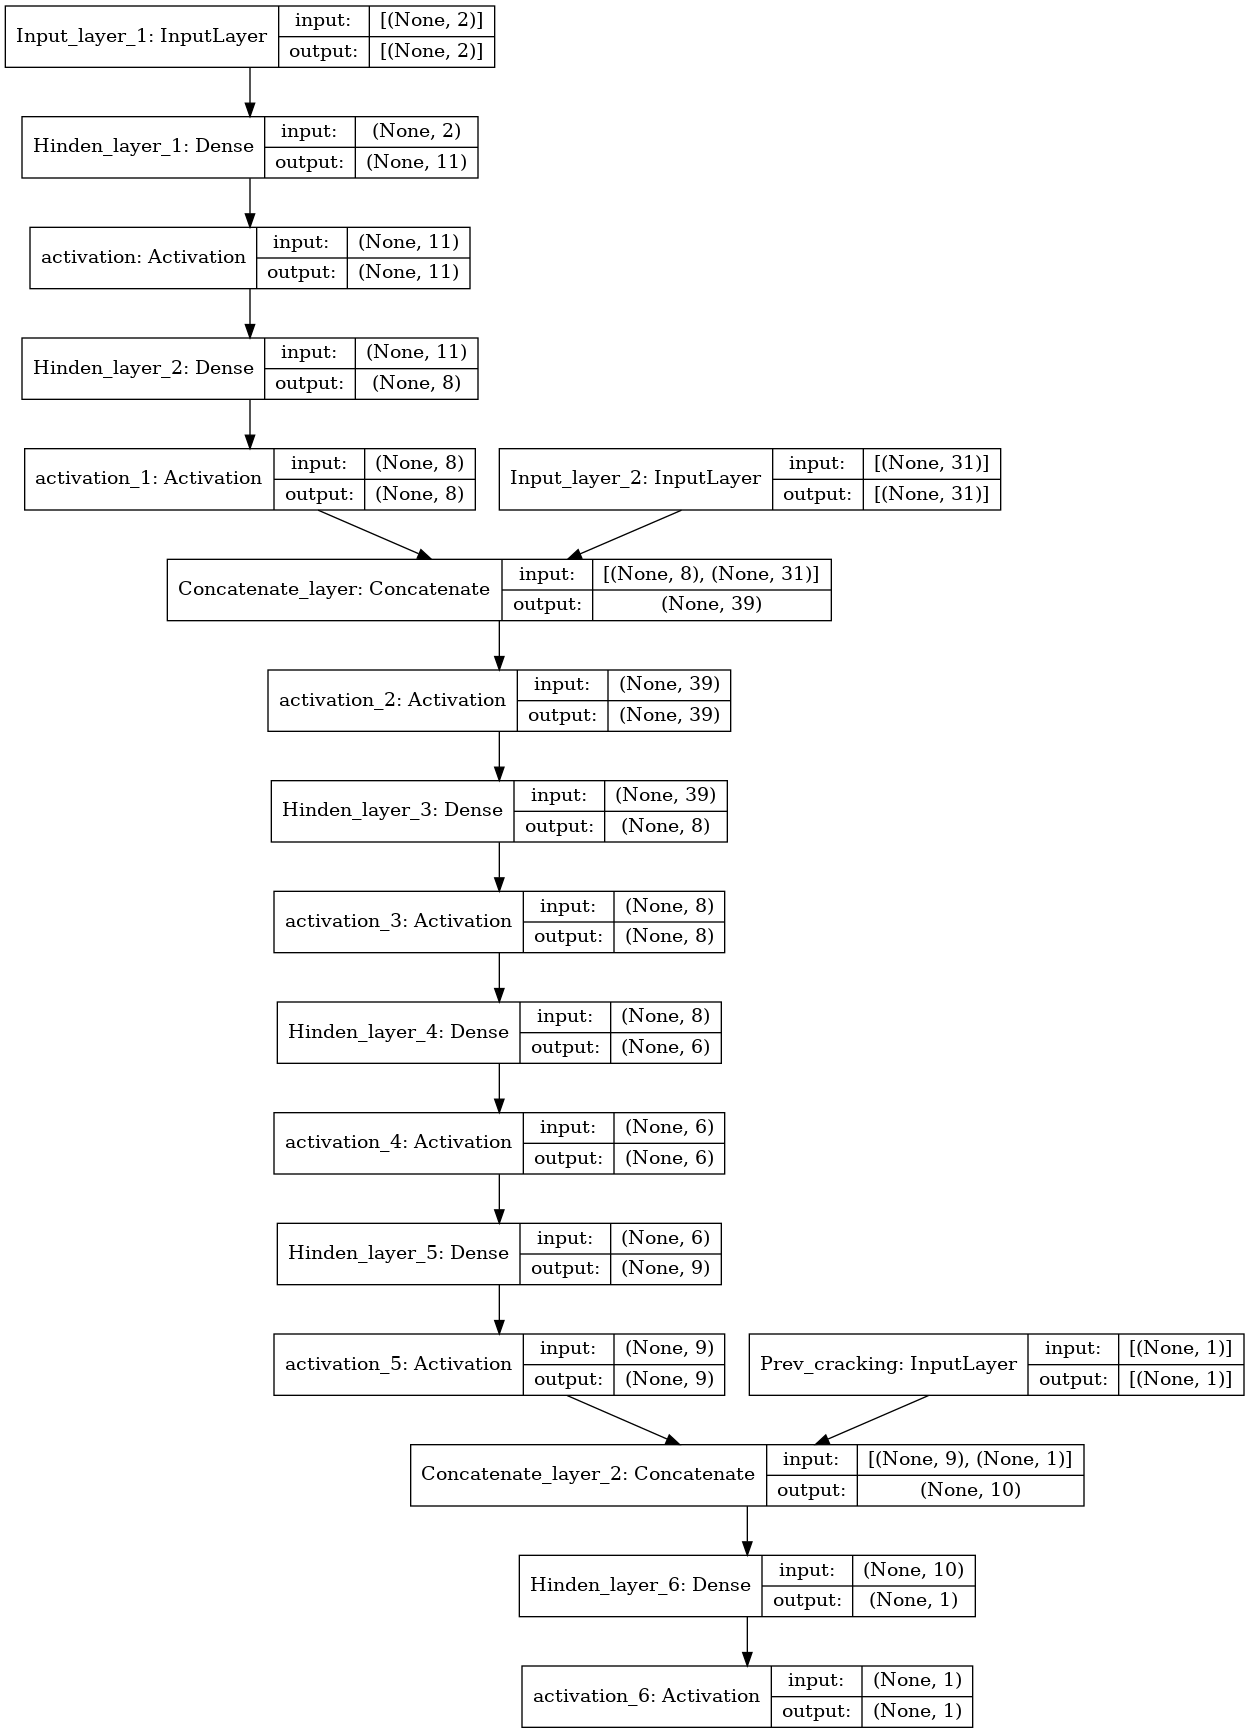 Input_layer_1: InputLayer
input:
[(None, 2)]
output:
[(None, 2)]
Hinden_layer_1: Dense
input:
(None, 2)
output:
(None, 11)
activation: Activation
input:
(None, 11)
output:
(None, 11)
Hinden_layer_2: Dense
input:
(None, 11)
output:
(None, 8)
activation_1: Activation
input:
(None, 8)
output:
(None, 8)
Input_layer_2: InputLayer
input:
[(None, 31)]
output:
[(None, 31)]
Concatenate_layer: Concatenate
input:
[(None, 8), (None, 31)]
output:
(None, 39)
activation_2: Activation
input:
(None, 39)
output:
(None, 39)
Hinden_layer_3: Dense
input:
(None, 39)
output:
(None, 8)
activation_3: Activation
input:
(None, 8)
output:
(None, 8)
Hinden_layer_4: Dense
input:
(None, 8)
output:
(None, 6)
activation_4: Activation
input:
(None, 6)
output:
(None, 6)
Hinden_layer_5: Dense
input:
(None, 6)
output:
(None, 9)
activation_5: Activation
input:
(None, 9)
output:
(None, 9)
Prev_cracking: InputLayer
input:
[(None, 1)]
output:
[(None, 1)]
Concatenate_layer_2: Concatenate
input:
[(None, 9), (None, 1)]
output:
(None, 10)
Hinden_layer_6: Dense
input:
(None, 10)
output:
(None, 1)
activation_6: Activation
input:
(None, 1)
output:
(None, 1)